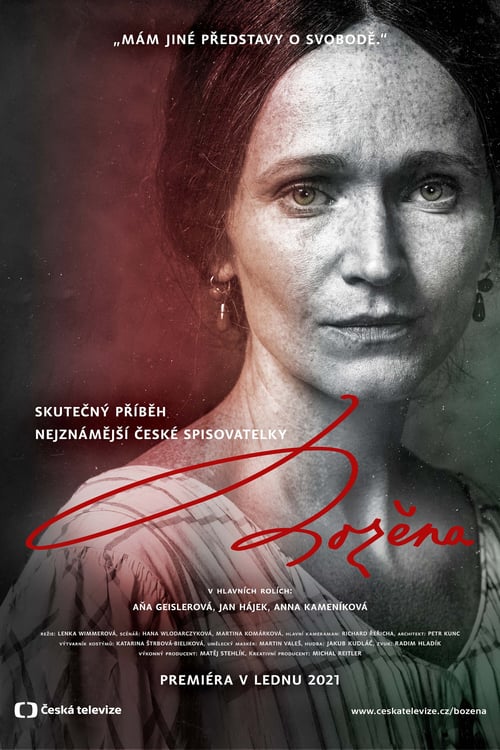 „MÁM JINÉ PŘEDSTAVY O SVOBODĚ.“
SKUTEČNÝ PŘÍBĚH
NEJZNÁMĚJŠÍ ČESKÉ SPISOVATELKY
Božena
V HLAVNÍCH ROLÍCH:
AŇA GEISLEROVÁ, JAN HÁJEK, ANNA KAMENÍKOVÁ
REŽIE: LENKA WIMMEROVÁ, SCÉNÁŘ: HANA WLODARCZYKOVÁ, MARTINA KOMÁRKOVÁ, HLAVNÍ KAMERAMAN: RICHARD ŘEŘICHA, ARCHITEKT: PETR KUNC
VÝTVARNÍK KOSTÝMŮ: KATARINA ŠTRBOVÁ-BIELIKOVÁ, UMĚLECKÝ MASKÉR: MARTIN VALEŠ, HUDBA: JAKUB KUDLÁČ, ZVUK: RADIM HLADÍK
VÝKONNÝ PRODUCENT: MATĚJ STEHLÍK, KREATIVNÍ PRODUCENT: MICHAL REITLER
PREMIÉRA V LEDNU 2021
Česká televize
www.ceskatelevize.cz/bozena